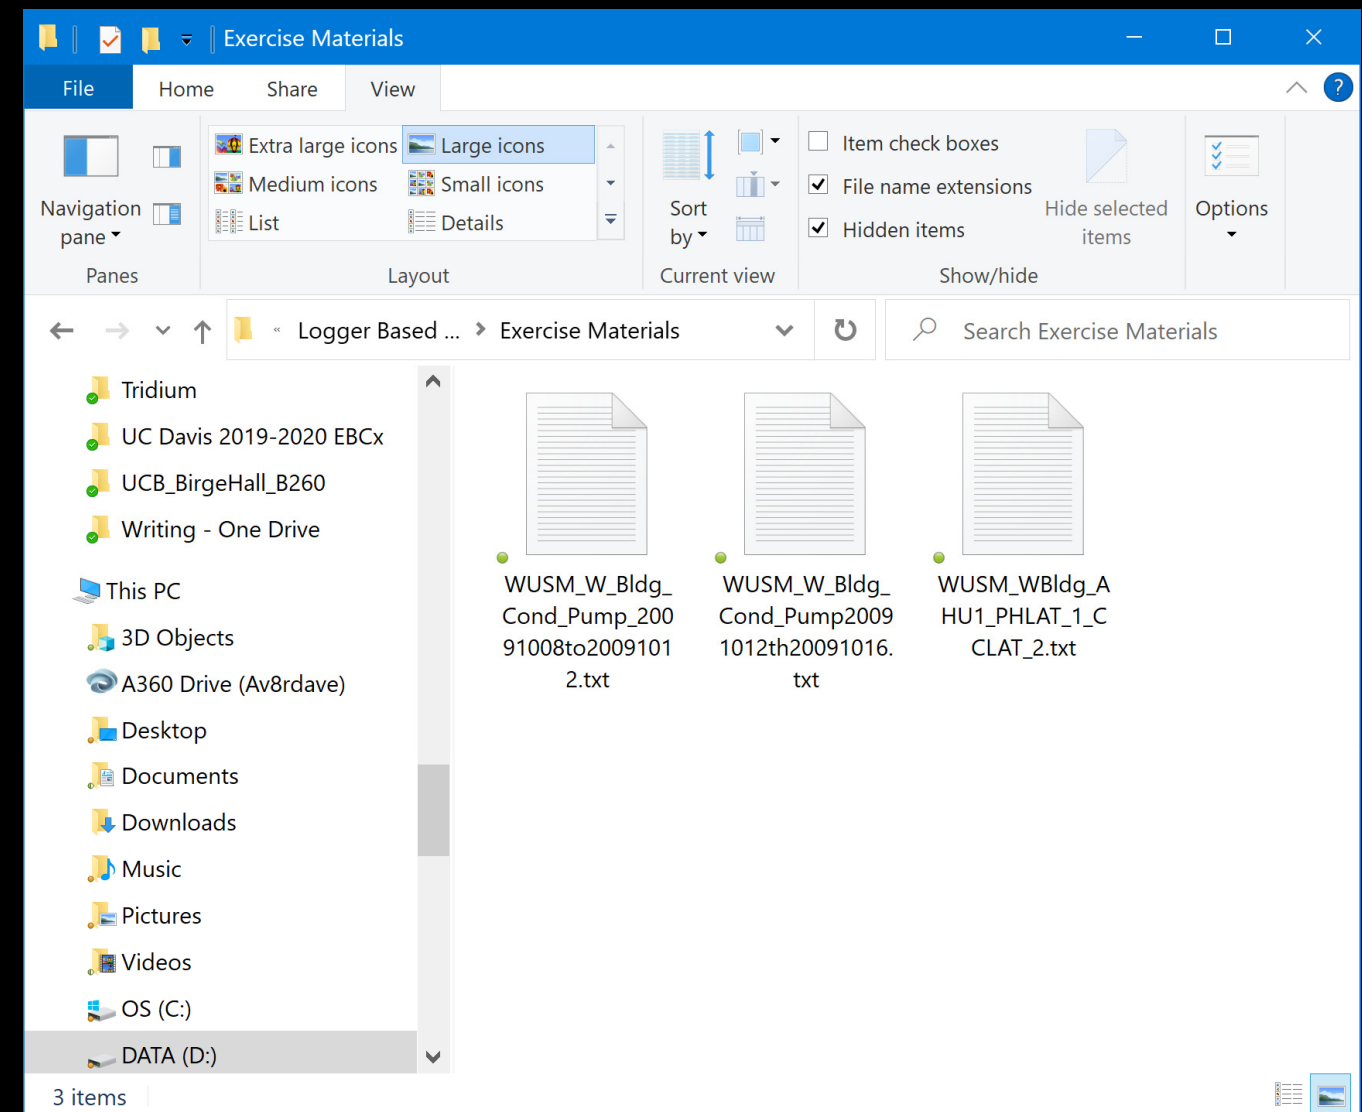 Exercise Materials
File
Home
Share
View
?
Extra large icons
Large icons
Medium icons
Small icons
List
Details
Navigation
pane
Sort
by
Item check boxes
File name extensions
Hidden items
Hide selected
items
Options
Panes
Layout
Current view
Show/hide
« Logger Based ... > Exercise Materials
Search Exercise Materials
Tridium
UC Davis 2019-2020 EBCx
UCB_BirgeHall_B260
Writing - One Drive
This PC
3D Objects
A360 Drive (Av8rdave)
Desktop
Documents
Downloads
Music
Pictures
Videos
OS (C:)
DATA (D:)
WUSM_W_Bldg_
Cond_Pump_200
91008to2009101
2.txt
WUSM_W_Bldg_
Cond_Pump2009
1012th20091016.
txt
WUSM_WBldg_A
HU1_PHLAT_1_C
CLAT_2.txt
3 items